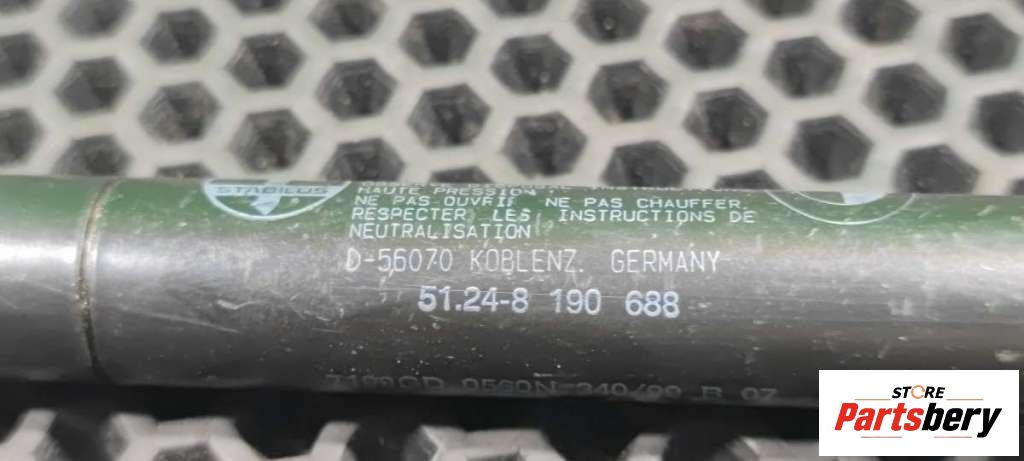 STABILUS
HAUTE PRESSION
NE PAS OUVRIR NE PAS CHAUFFER.
RESPECTER LES INSTRUCTIONS DE
NEUTRALISATION
D-56070 KOBLENZ. GERMANY
51.24-8 190 688
STORE
Partsbery